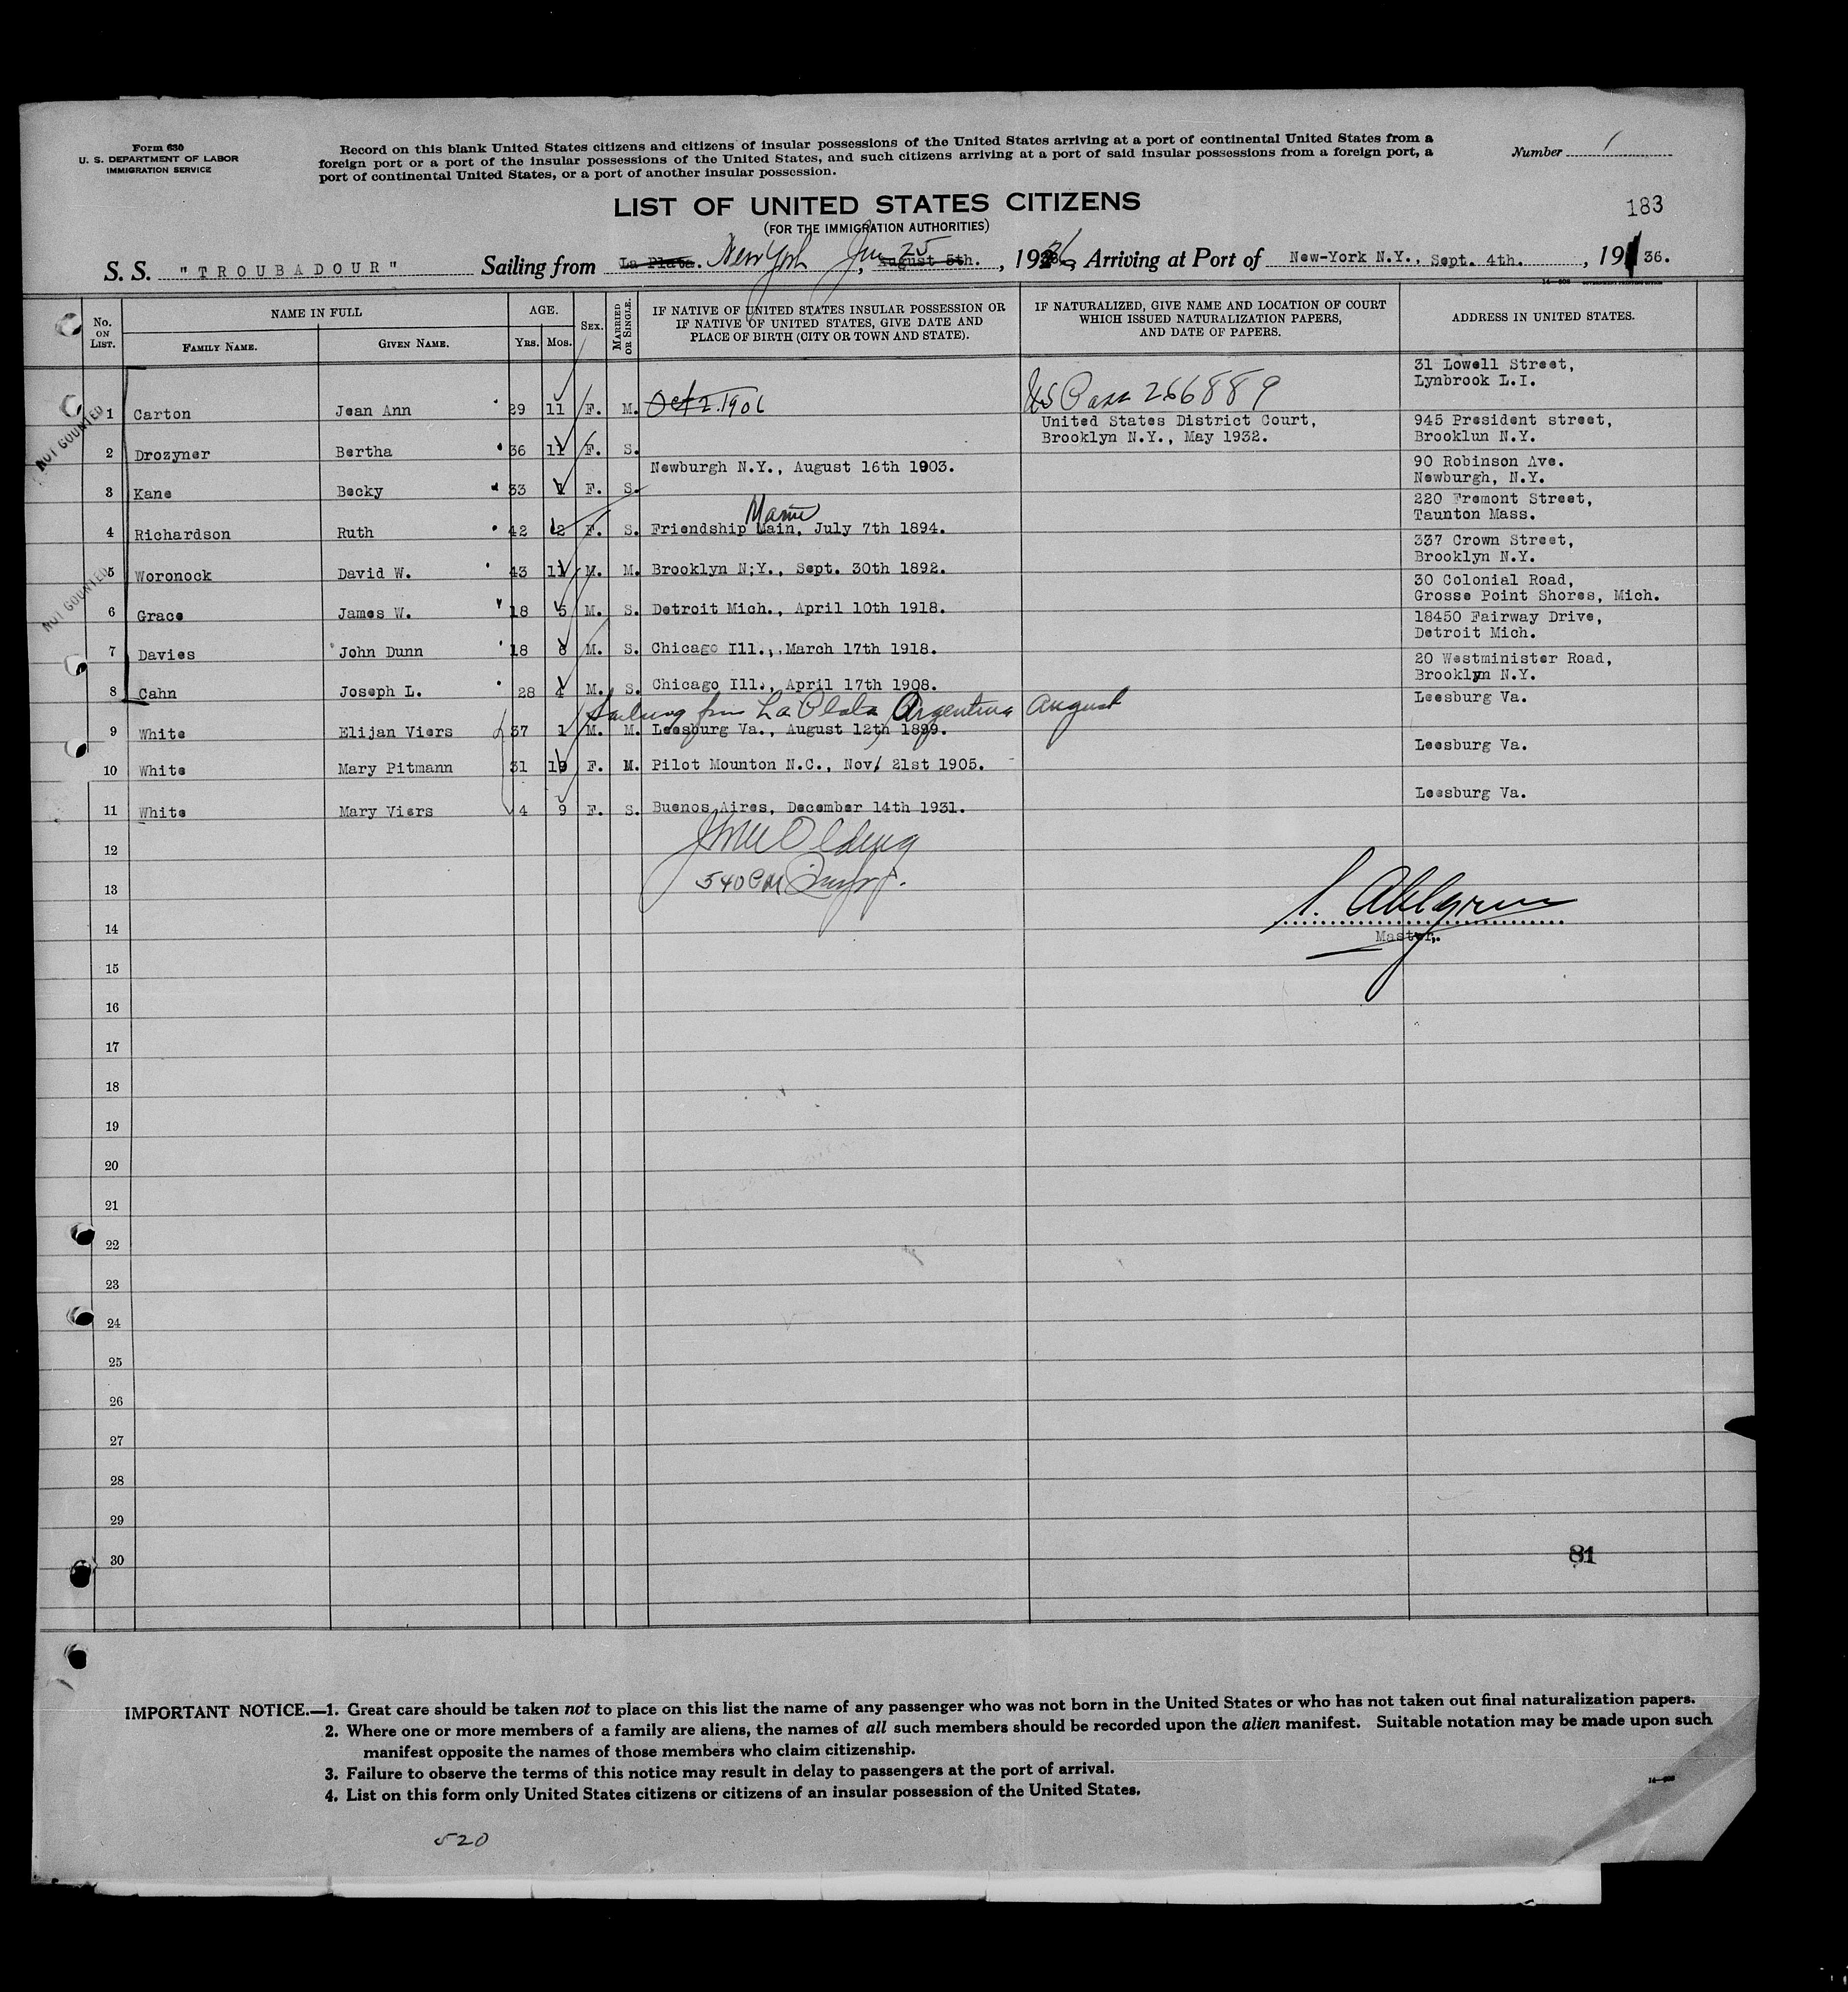 Form 630
U. S. DEPARTMENT OF LABOR
IMMIGRATION SERVICE
Record on this blank United States citizens and citizens of insular possessions of the United States arriving at a port of continental United States from a
foreign port or a port of the insular possessions of the United States, and such citizens arriving at a port of said insular possessions from a foreign port, a
port of continental United States, or a port of another insular possession.
Number 1
183
LIST OF UNITED STATES CITIZENS
(FOR THE IMMIGRATION AUTHORITIES)
S. S. "TROUBADOUR" Sailing from La Plata. New York, Jun 25 August 5th., 1936, Arriving at Port of New-York N.Y., Sept. 4th., 19 36.
No. ON LIST. NAME IN FULL AGE. SEX. MARRIED OR SINGLE. IF NATIVE OF UNITED STATES INSULAR POSSESSION OR IF NATIVE OF UNITED STATES, GIVE DATE AND PLACE OF BIRTH (CITY OR TOWN AND STATE). IF NATURALIZED, GIVE NAME AND LOCATION OF COURT WHICH ISSUED NATURALIZATION PAPERS, AND DATE OF PAPERS. ADDRESS IN UNITED STATES.
FAMILY NAME. GIVEN NAME. YRS. MOS.
NOT COUNTED
1 Carton Jean Ann 29 11 F. M. Oct 2. 1906 US Pass 266889 31 Lowell Street, Lynbrook L.I.
2 Drozyner Bertha 36 11 F. S. United States District Court, Brooklyn N.Y., May 1932. 945 President street, Brooklun N.Y.
3 Kane Becky 33 1 F. S. Newburgh N.Y., August 16th 1903. 90 Robinson Ave. Newburgh, N.Y.
Maine
4 Richardson Ruth 42 2 F. S. Friendship Main, July 7th 1894. 220 Fremont Street, Taunton Mass.
5 Woronock David W. 43 11 M. M. Brooklyn N;Y., Sept. 30th 1892. 337 Crown Street, Brooklyn N.Y.
NOT COUNTED
6 Grace James W. 18 5 M. S. Detroit Mich., April 10th 1918. 30 Colonial Road, Grosse Point Shores, Mich.
7 Davies John Dunn 18 6 M. S. Chicago Ill., March 17th 1918. 18450 Fairway Drive, Detroit Mich.
8 Cahn Joseph L. 28 4 M. S. Chicago Ill., April 17th 1908. 20 Westminister Road, Brooklyn N.Y.
Sailing from La Plata Argentina August
9 White Elijan Viers 37 1 M. M. Leesburg Va., August 12th 1899. Leesburg Va.
10 White Mary Pitmann 31 10 F. M. Pilot Mounton N.C., Nov/ 21st 1905. Leesburg Va.
11 White Mary Viers 4 9 F. S. Buenos Aires, December 14th 1931. Leesburg Va.
12
13 540 PM
14
Master.
15
16
17
18
19
20
21
22
23
24
25
26
27
28
29
30
81
IMPORTANT NOTICE.—1. Great care should be taken not to place on this list the name of any passenger who was not born in the United States or who has not taken out final naturalization papers.
2. Where one or more members of a family are aliens, the names of all such members should be recorded upon the alien manifest. Suitable notation may be made upon such
manifest opposite the names of those members who claim citizenship.
3. Failure to observe the terms of this notice may result in delay to passengers at the port of arrival.
4. List on this form only United States citizens or citizens of an insular possession of the United States.
520